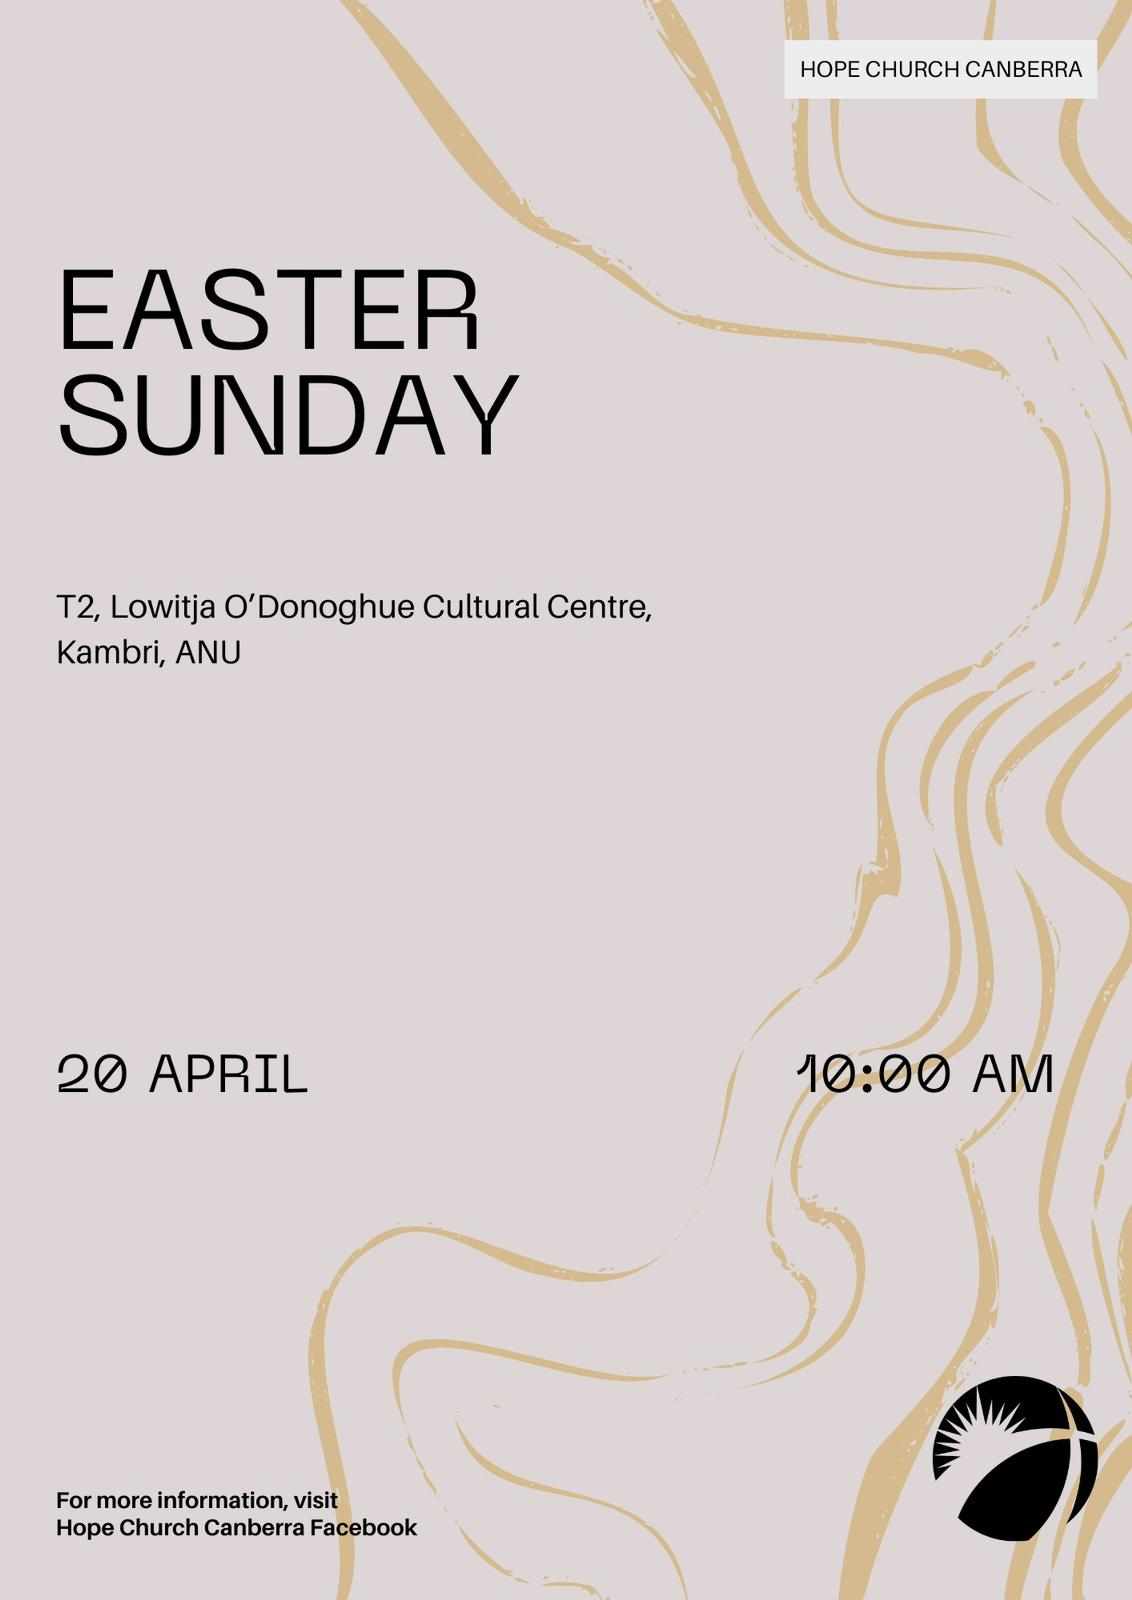 HOPE CHURCH CANBERRA
EASTER
SUNDAY
T2, Lowitja O’Donoghue Cultural Centre,
Kambri, ANU
20 APRIL
10:00 AM
For more information, visit
Hope Church Canberra Facebook